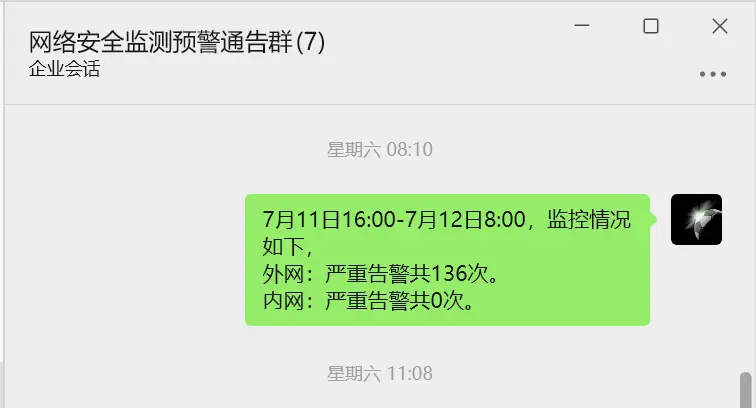 网络安全监测预警通告群(7)
企业会话
星期六 08:10
7月11日16:00-7月12日8:00，监控情况
如下，
外网：严重告警共136次。
内网：严重告警共0次。
星期六 11:08